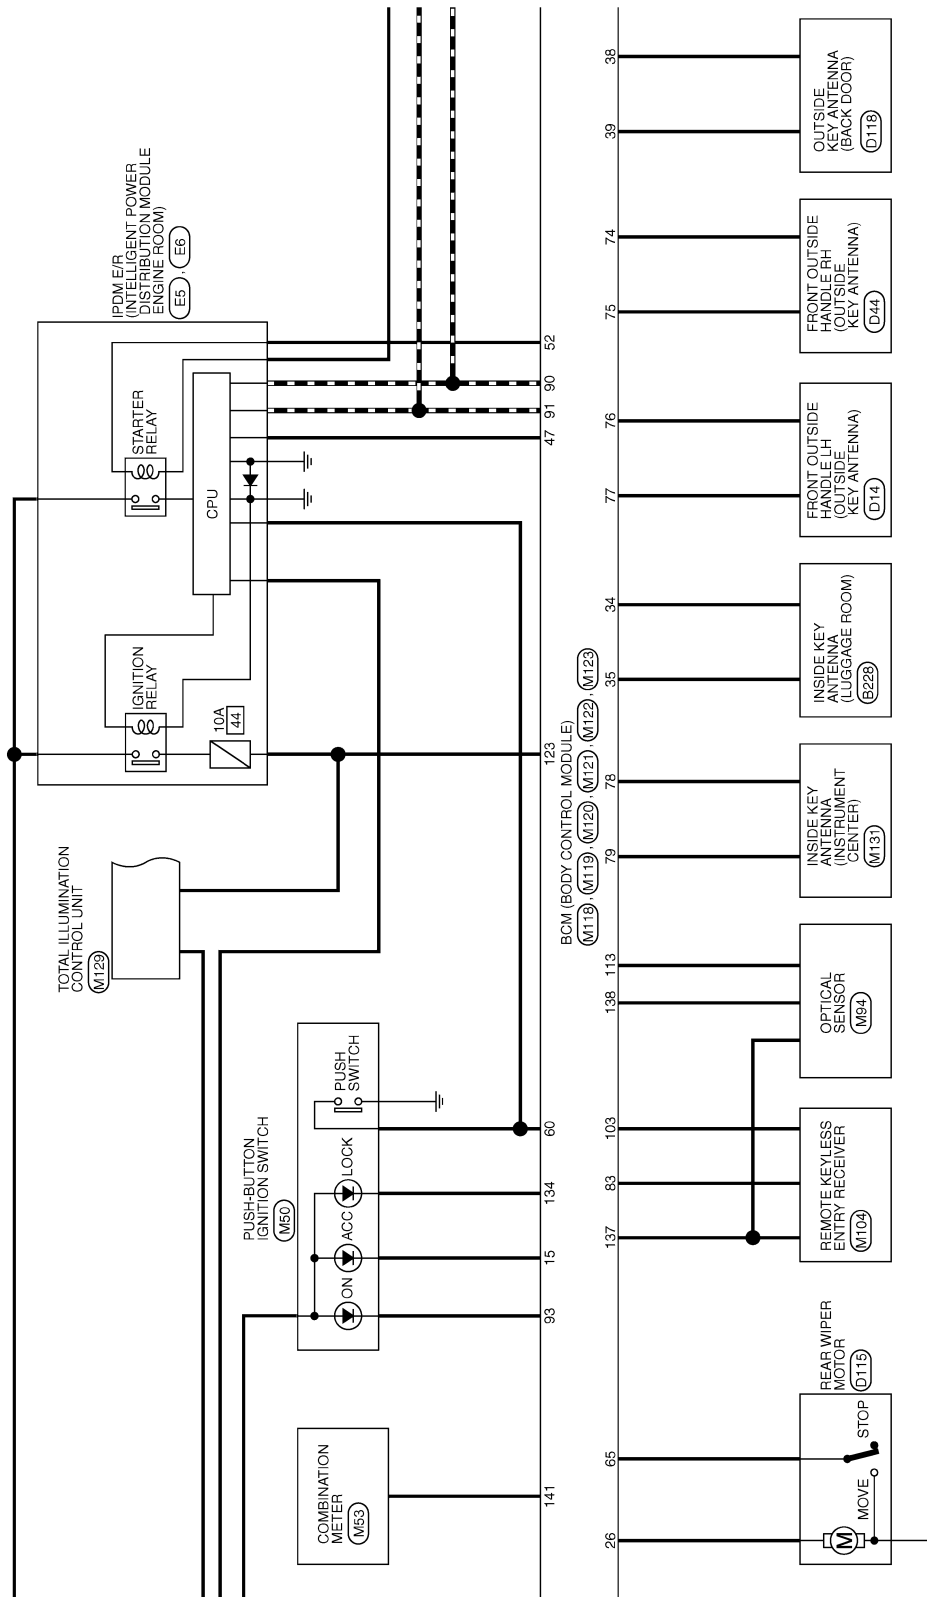 IPDM E/R
(INTELLIGENT POWER
DISTRIBUTION MODULE
ENGINE ROOM)
E5 , E6
STARTER
RELAY
CPU
IGNITION
RELAY
10A
44
52
90
91
47
123
TOTAL ILLUMINATION
CONTROL UNIT
M129
PUSH-BUTTON
IGNITION SWITCH
M50
PUSH
SWITCH
LOCK
ACC
ON
60
134
15
93
COMBINATION
METER
M53
141
BCM (BODY CONTROL MODULE)
M118 , M119 , M120 , M121 , M122 , M123
38
39
OUTSIDE
KEY ANTENNA
(BACK DOOR)
D118
74
75
FRONT OUTSIDE
HANDLE RH
(OUTSIDE
KEY ANTENNA)
D44
76
77
FRONT OUTSIDE
HANDLE LH
(OUTSIDE
KEY ANTENNA)
D14
34
35
INSIDE KEY
ANTENNA
(LUGGAGE ROOM)
B228
78
79
INSIDE KEY
ANTENNA
(INSTRUMENT
CENTER)
M131
113
138
OPTICAL
SENSOR
M94
103
83
137
REMOTE KEYLESS
ENTRY RECEIVER
M104
REAR WIPER
MOTOR
D115
65
26
STOP
MOVE
M